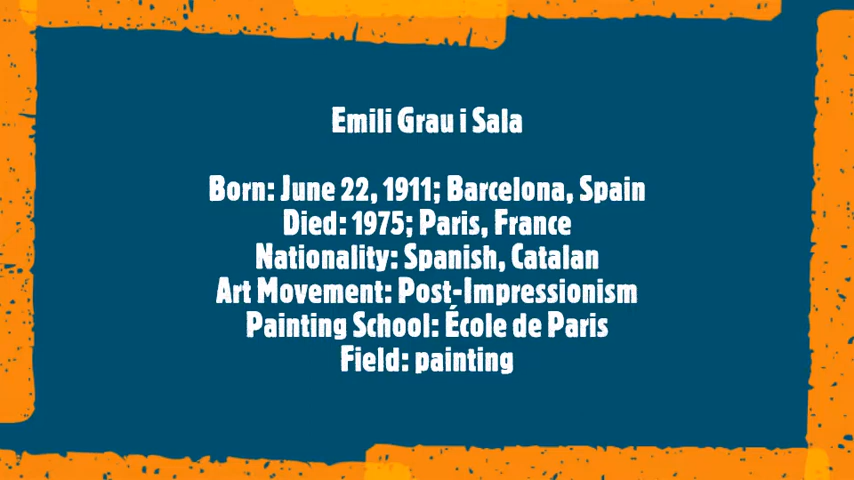 Emili Grau i Sala
Born: June 22, 1911; Barcelona, Spain
Died: 1975; Paris, France
Nationality: Spanish, Catalan
Art Movement: Post-Impressionism
Painting School: École de Paris
Field: painting